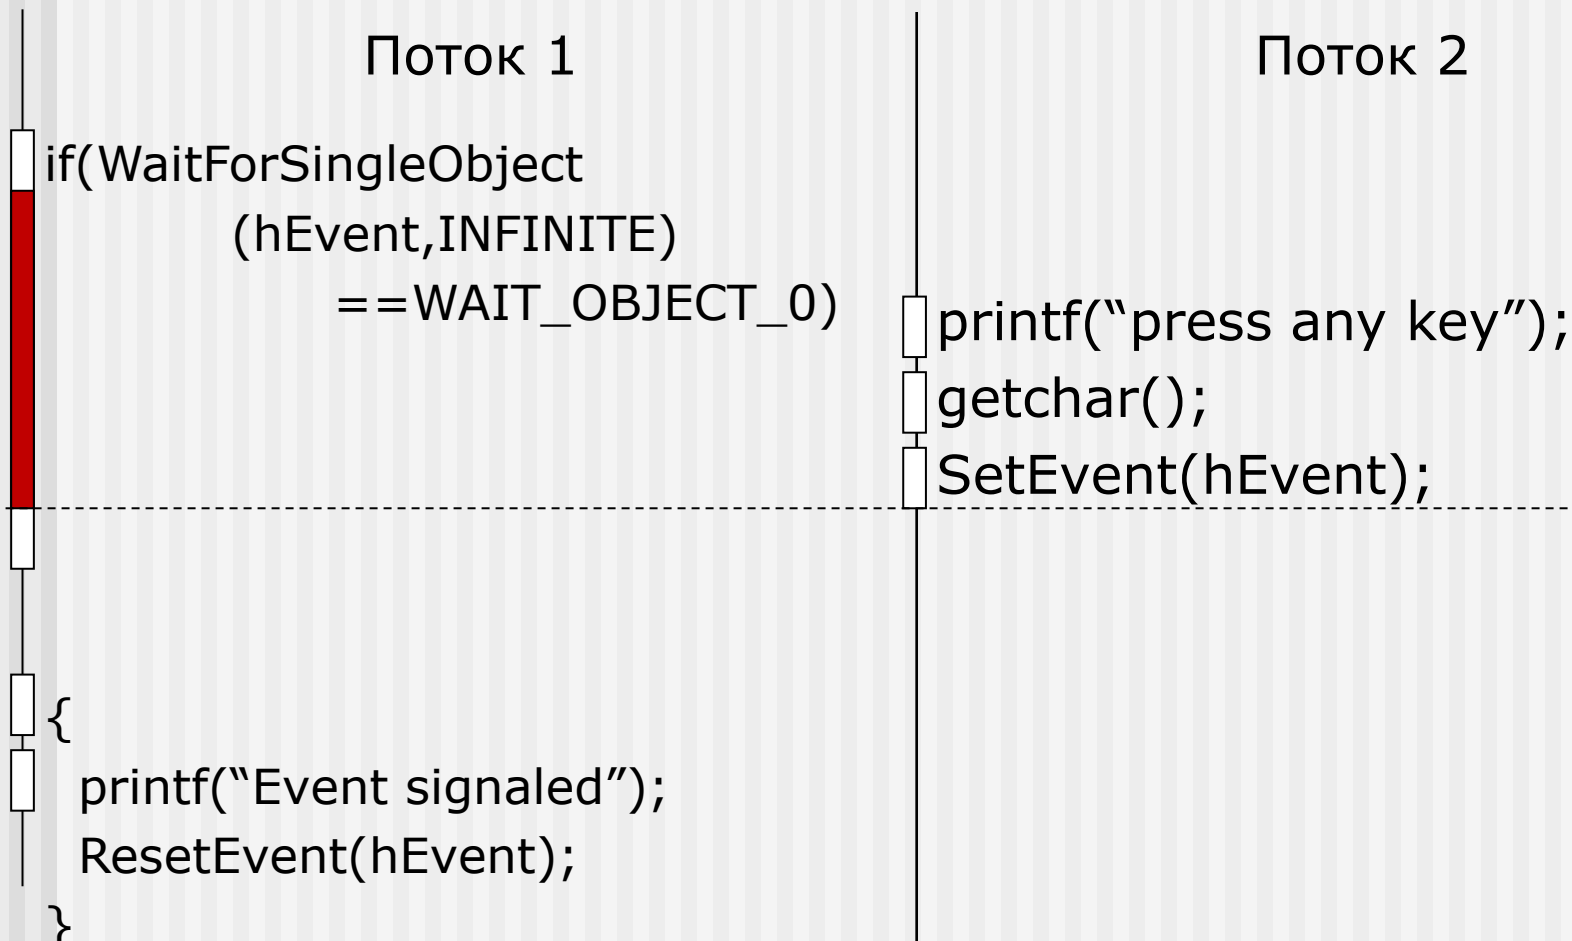 Поток 1
if(WaitForSingleObject
(hEvent,INFINITE)
==WAIT_OBJECT_0)
{
printf(“Event signaled”);
ResetEvent(hEvent);
}
Поток 2
printf(“press any key”);
getchar();
SetEvent(hEvent);